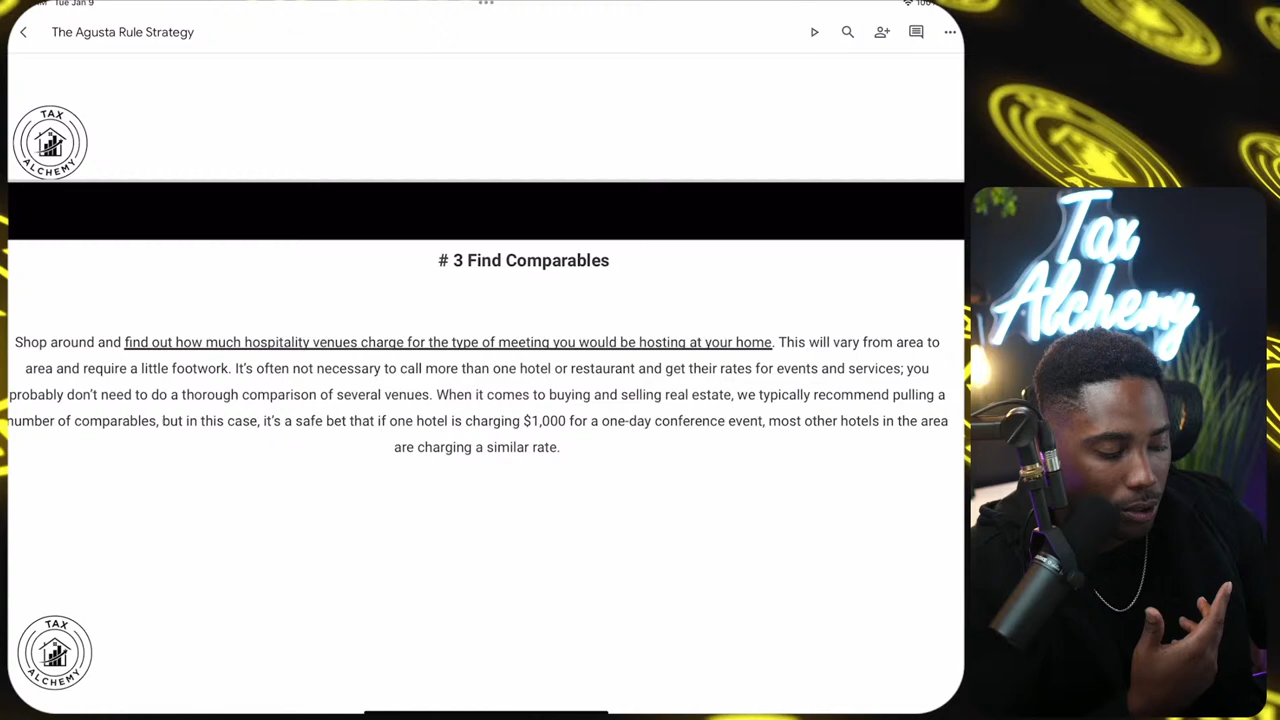 Tue Jan 9
100
The Agusta Rule Strategy
TAX
ALCHEMY
# 3 Find Comparables
Shop around and find out how much hospitality venues charge for the type of meeting you would be hosting at your home. This will vary from area to
area and require a little footwork. It’s often not necessary to call more than one hotel or restaurant and get their rates for events and services; you
probably don’t need to do a thorough comparison of several venues. When it comes to buying and selling real estate, we typically recommend pulling a
number of comparables, but in this case, it’s a safe bet that if one hotel is charging $1,000 for a one-day conference event, most other hotels in the area
are charging a similar rate.
TAX
ALCHEMY
Tax
Alchemy